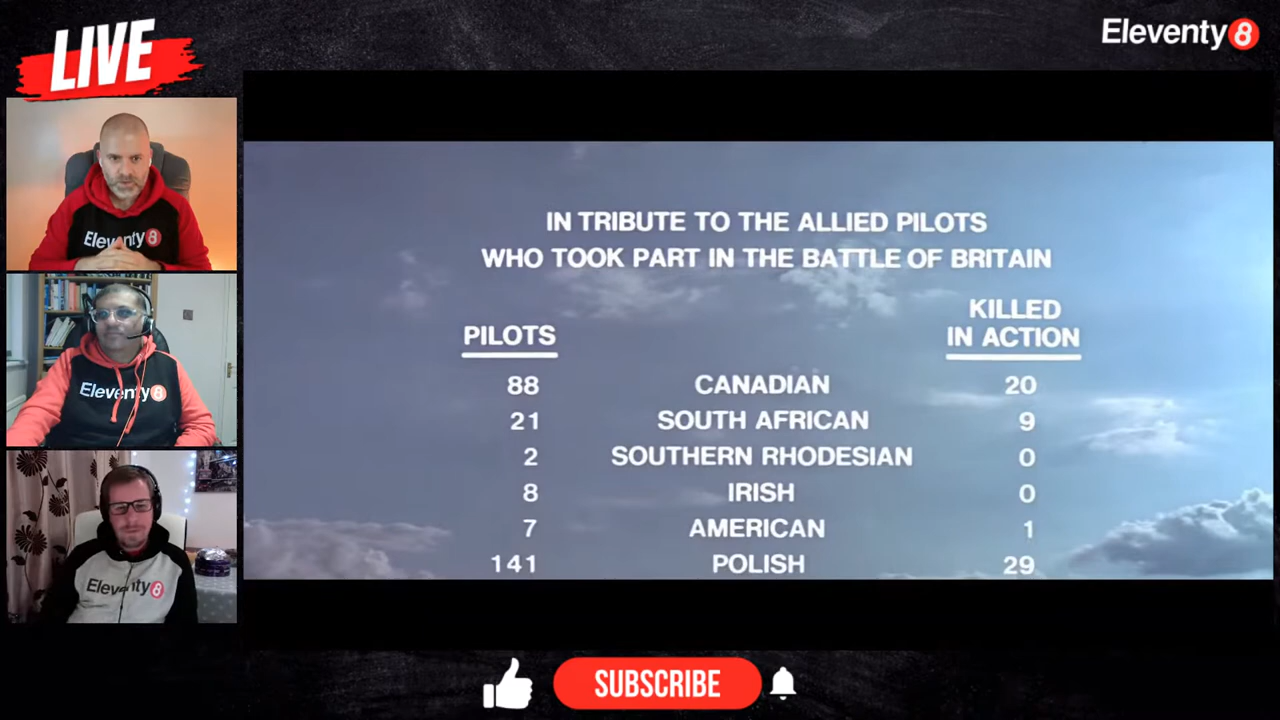 LIVE
Eleventy8
IN TRIBUTE TO THE ALLIED PILOTS
WHO TOOK PART IN THE BATTLE OF BRITAIN
PILOTS KILLED IN ACTION
88 CANADIAN 20
21 SOUTH AFRICAN 9
2 SOUTHERN RHODESIAN 0
8 IRISH 0
7 AMERICAN 1
141 POLISH 29
Eleventy8
Eleventy8
Eleventy8
SUBSCRIBE